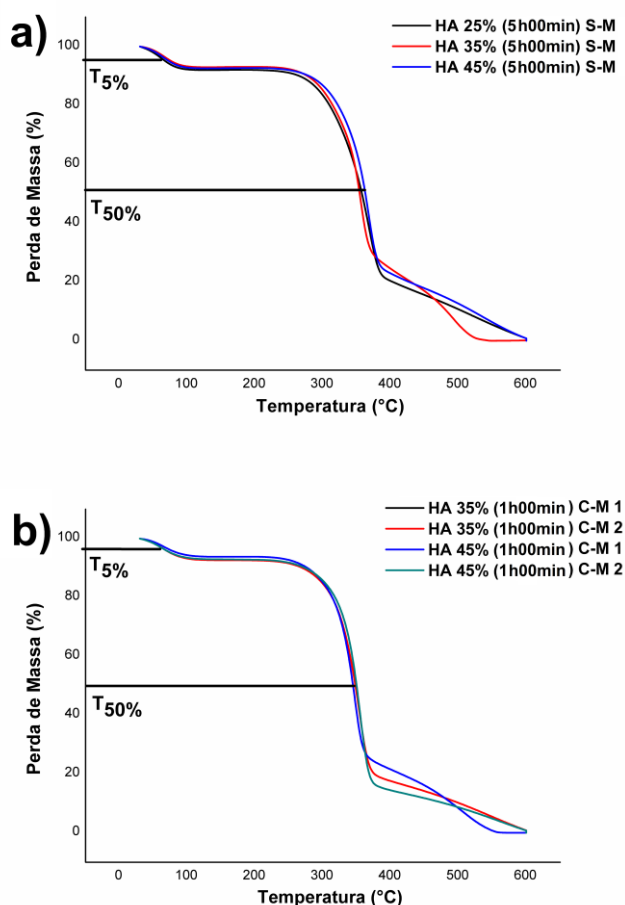 a)
HA 25% (5h00min) S-M
HA 35% (5h00min) S-M
HA 45% (5h00min) S-M
Perda de Massa (%)
100
80
60
40
20
0
T5%
T50%
0 100 200 300 400 500 600
Temperatura (°C)
b)
HA 35% (1h00min) C-M 1
HA 35% (1h00min) C-M 2
HA 45% (1h00min) C-M 1
HA 45% (1h00min) C-M 2
Perda de Massa (%)
100
80
60
40
20
0
T5%
T50%
0 100 200 300 400 500 600
Temperatura (°C)